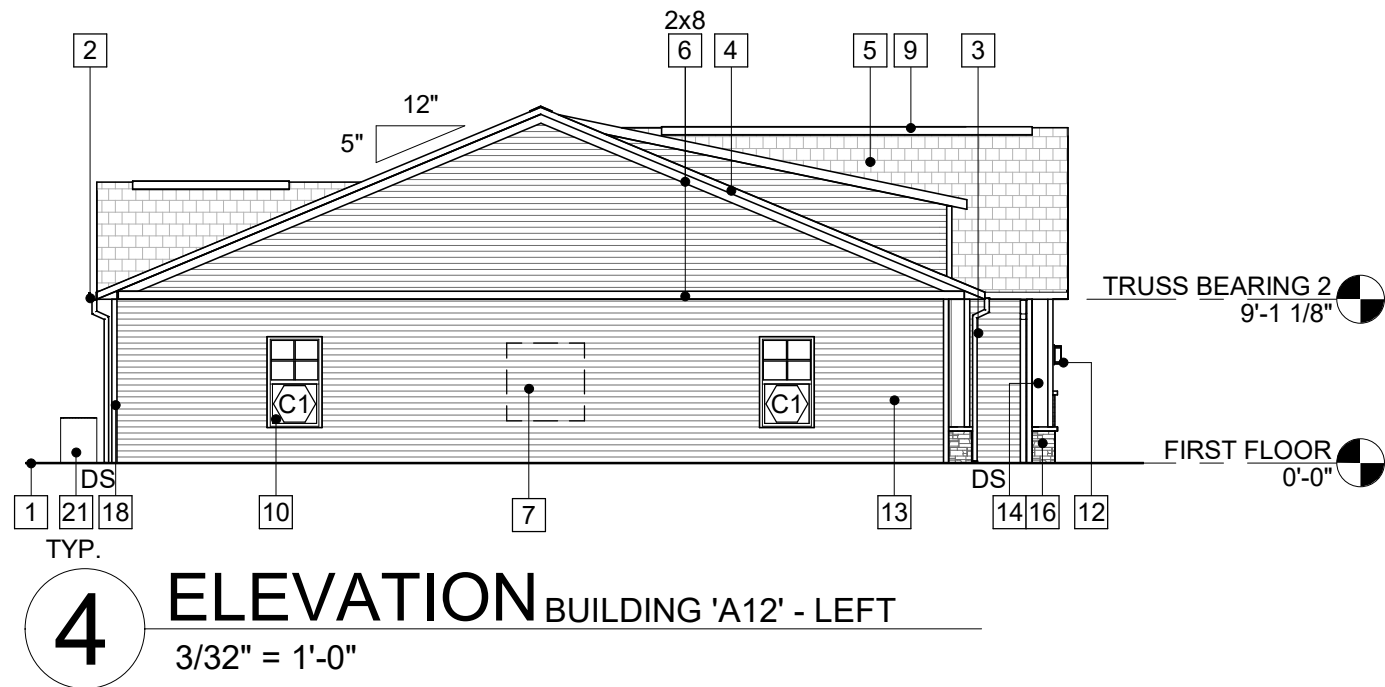 2x8
2 6 4 5 9 3
12"
5"
TRUSS BEARING 2
9'-1 1/8"
C1 C1
FIRST FLOOR
0'-0"
DS DS
1 21 18 10 7 13 14 16 12
TYP.
4 ELEVATION BUILDING 'A12' - LEFT
3/32" = 1'-0"